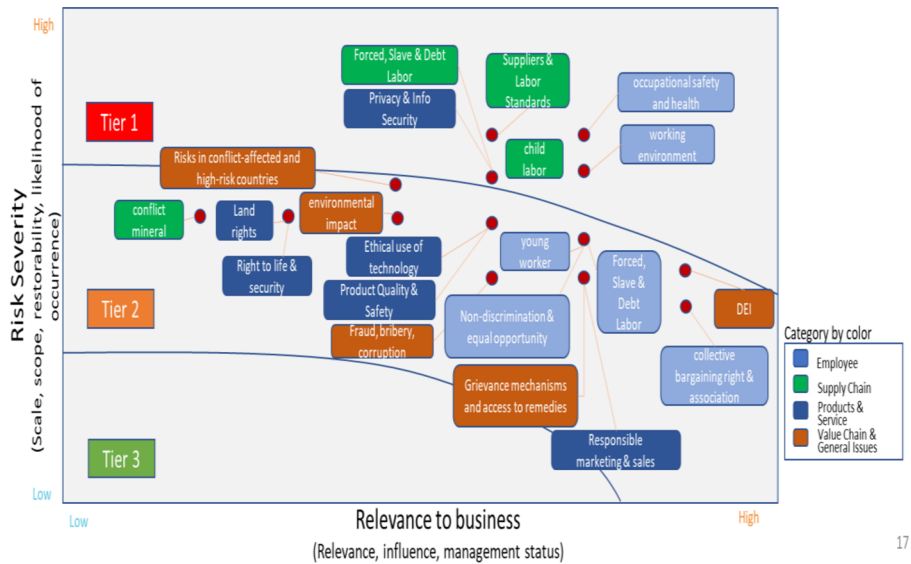 High
Risk Severity
(Scale, scope, restorability, likelihood of
occurrence)
Tier 1
Forced, Slave & Debt
Labor
Suppliers &
Labor
Standards
occupational safety
and health
Privacy & Info
Security
working
environment
child
labor
Risks in conflict-affected and
high-risk countries
conflict
mineral
Land
rights
environmental
impact
Ethical use of
technology
young
worker
Forced,
Slave &
Debt
Labor
Right to life &
security
Tier 2
Product Quality &
Safety
Non-discrimination &
equal opportunity
DEI
Fraud, bribery,
corruption
collective
bargaining right &
association
Grievance mechanisms
and access to remedies
Tier 3
Responsible
marketing & sales
Low
Low
Relevance to business
High
(Relevance, influence, management status)
Category by color
Employee
Supply Chain
Products &
Service
Value Chain &
General Issues
17